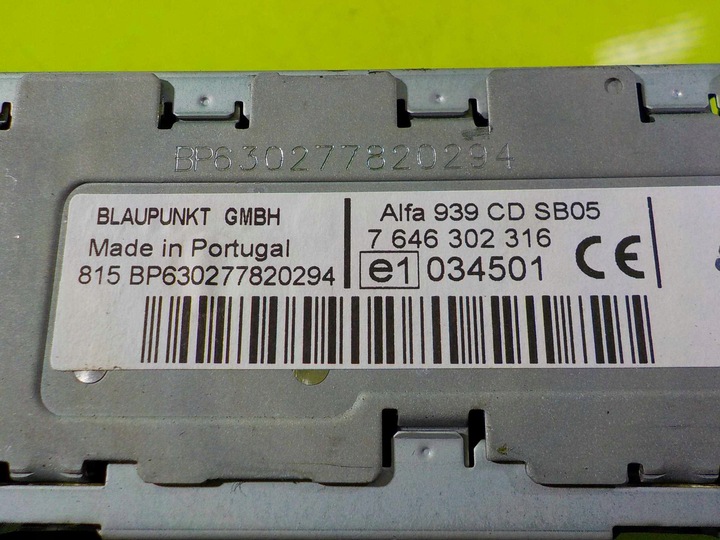 BP630277820294
BLAUPUNKT GMBH
Made in Portugal
815 BP630277820294
Alfa 939 CD SB05
7 646 302 316
e1 034501 CE